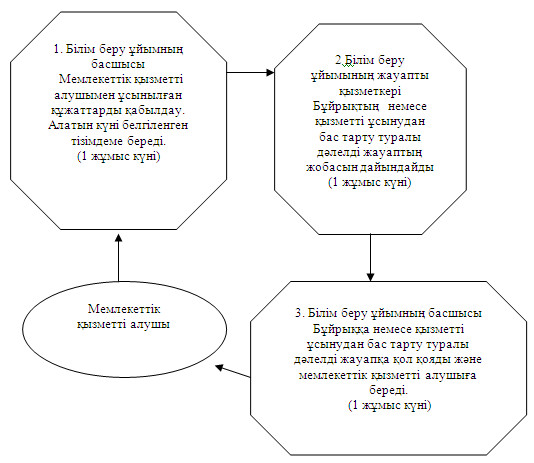 1. Білім беру ұйымның
басшысы
Мемлекеттік қызметті
алушымен ұсынылған
құжаттарды қабылдау.
Алатын күні белгіленген
тізімдеме береді.
(1 жұмыс күні)
2.Білім беру
ұйымының жауапты
қызметкері
Бұйрықтың немесе
қызметті ұсынудан
бас тарту туралы
дәлелді жауаптың
жобасын дайындайды
(1 жұмыс күні)
Мемлекеттік
қызметті алушы
3. Білім беру ұйымның басшысы
Бұйрыққа немесе қызметті
ұсынудан бас тарту туралы
дәлелді жауапқа қол қояды және
мемлекеттік қызметті алушыға
береді.
(1 жұмыс күні)